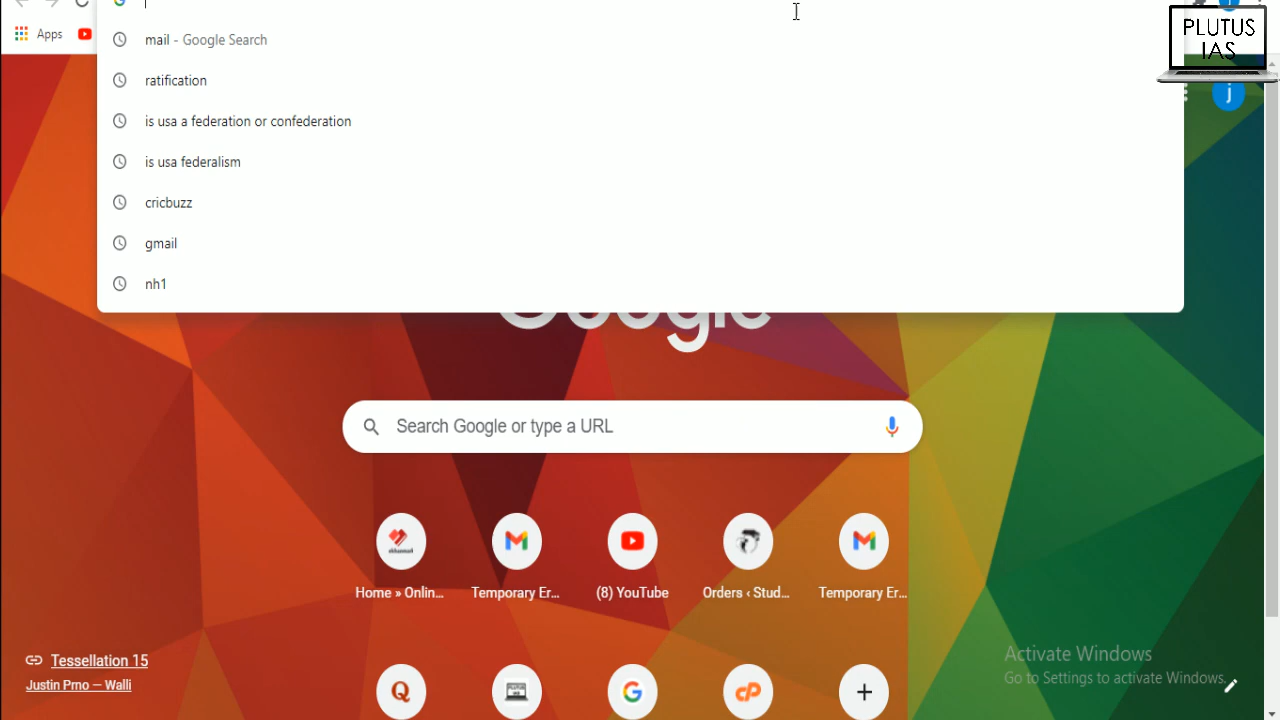 PLUTUS
IAS
Apps
j
mail - Google Search
ratification
is usa a federation or confederation
is usa federalism
cricbuzz
gmail
nh1
Google
Search Google or type a URL
Home » Onlin...
Temporary Er...
(8) YouTube
Orders ‹ Stud...
Temporary Er...
Tessellation 15
Justin Prno — Walli
Activate Windows
Go to Settings to activate Windows.